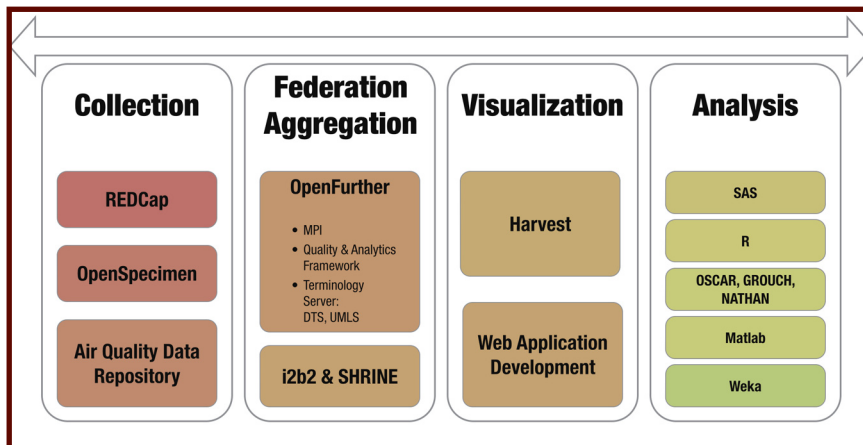 Collection
REDCap
OpenSpecimen
Air Quality Data
Repository
Federation
Aggregation
OpenFurther
• MPI
• Quality & Analytics
Framework
• Terminology
Server:
DTS, UMLS
i2b2 & SHRINE
Visualization
Harvest
Web Application
Development
Analysis
SAS
R
OSCAR, GROUCH,
NATHAN
Matlab
Weka